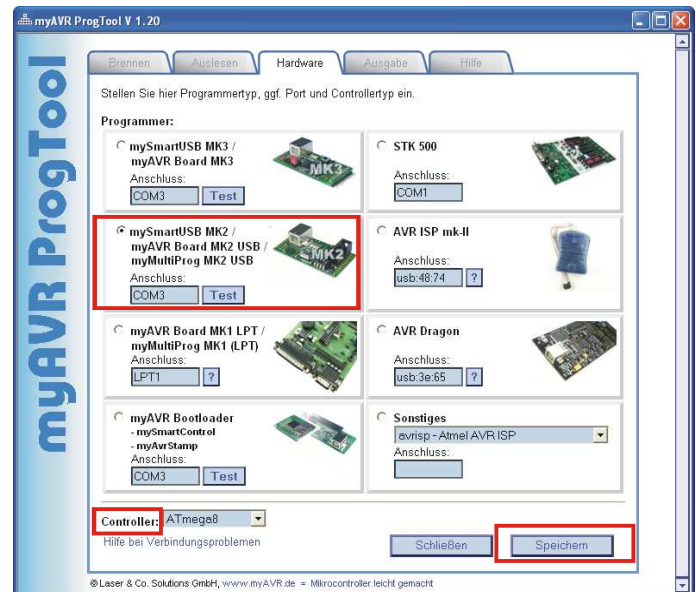 myAVR ProgTool V 1.20
myAVR ProgTool
Brennen Auslesen Hardware Ausgabe Hilfe
Stellen Sie hier Programmertyp, ggf. Port und Controllertyp ein.
Programmer:
mySmartUSB MK3 /
myAVR Board MK3
Anschluss:
COM3 Test
MK3
STK 500
Anschluss:
COM1
mySmartUSB MK2 /
myAVR Board MK2 USB /
myMultiProg MK2 USB
Anschluss:
COM3 Test
MK2
AVR ISP mk-II
Anschluss:
usb:48:74 ?
myAVR Board MK1 LPT /
myMultiProg MK1 (LPT)
Anschluss:
LPT1 ?
AVR Dragon
Anschluss:
usb:3e:65 ?
myAVR Bootloader
- mySmartControl
- myAvrStamp
Anschluss:
COM3 Test
Sonstiges
avrisp - Atmel AVR ISP
Anschluss:
Controller: ATmega8
Hilfe bei Verbindungsproblemen
Schließen Speichern
© Laser & Co. Solutions GmbH, www.myAVR.de = Mikrocontroller leicht gemacht